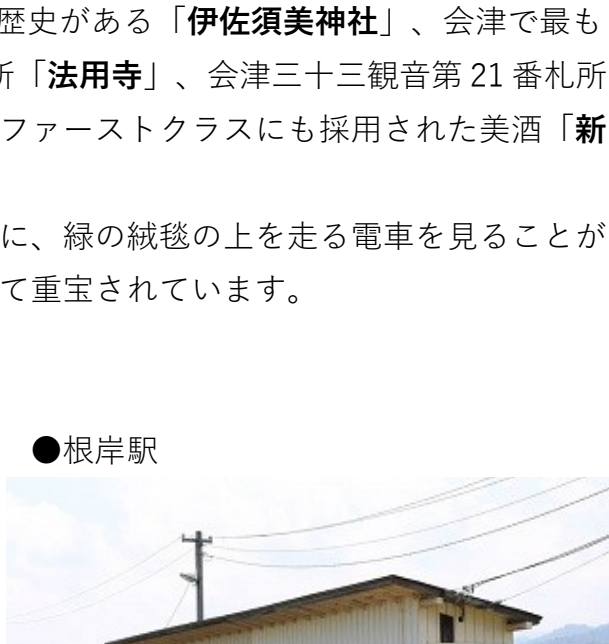 歴史がある「伊佐須美神社」、会津で最も
所「法用寺」、会津三十三観音第 21 番札所
ファーストクラスにも採用された美酒「新
に、緑の絨毯の上を走る電車を見ることが
て重宝されています。
●根岸駅